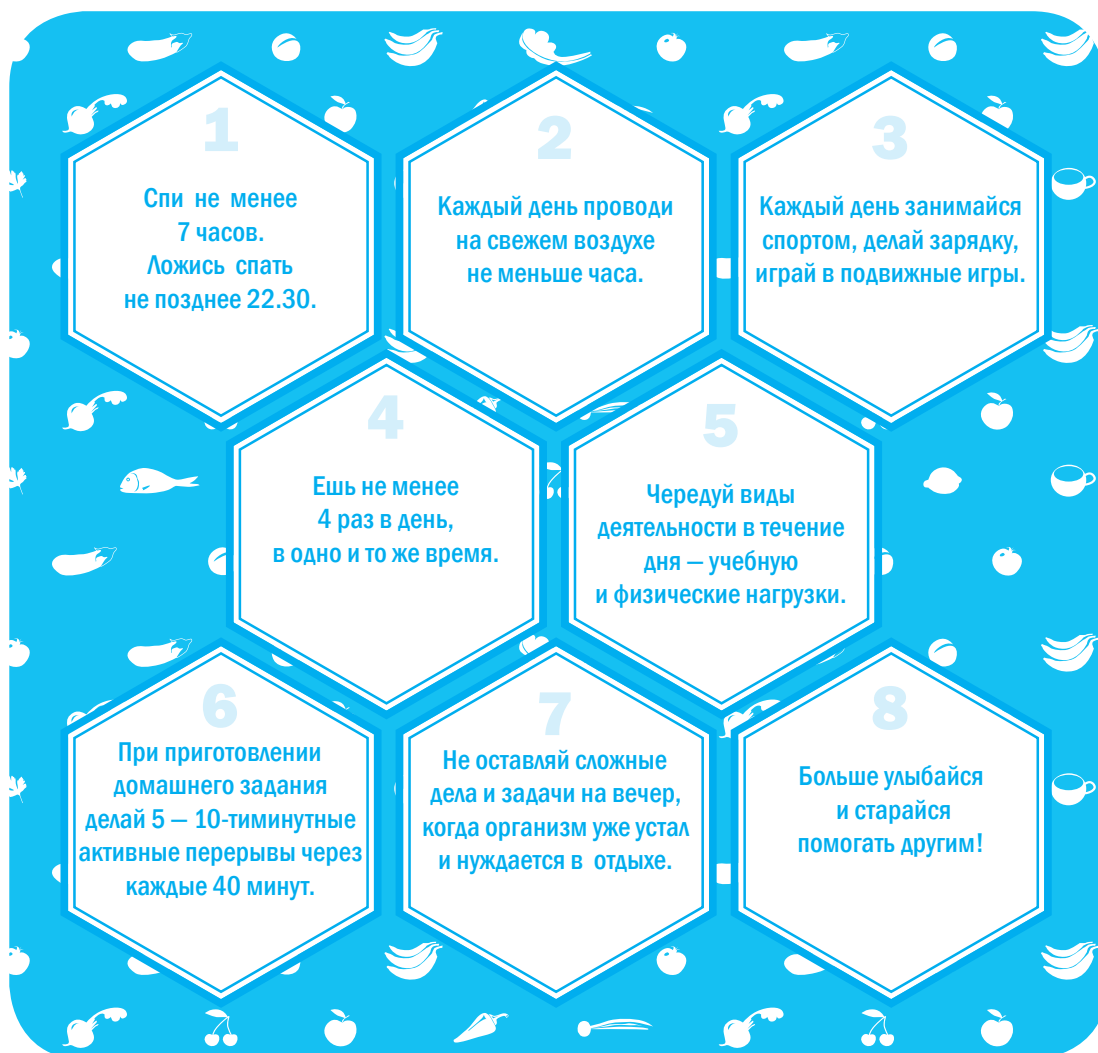 1
Спи не менее
7 часов.
Ложись спать
не позднее 22.30.
2
Каждый день проводи
на свежем воздухе
не меньше часа.
3
Каждый день занимайся
спортом, делай зарядку,
играй в подвижные игры.
4
Ешь не менее
4 раз в день,
в одно и то же время.
5
Чередуй виды
деятельности в течение
дня — учебную
и физические нагрузки.
6
При приготовлении
домашнего задания
делай 5 — 10-тиминутные
активные перерывы через
каждые 40 минут.
7
Не оставляй сложные
дела и задачи на вечер,
когда организм уже устал
и нуждается в отдыхе.
8
Больше улыбайся
и старайся
помогать другим!